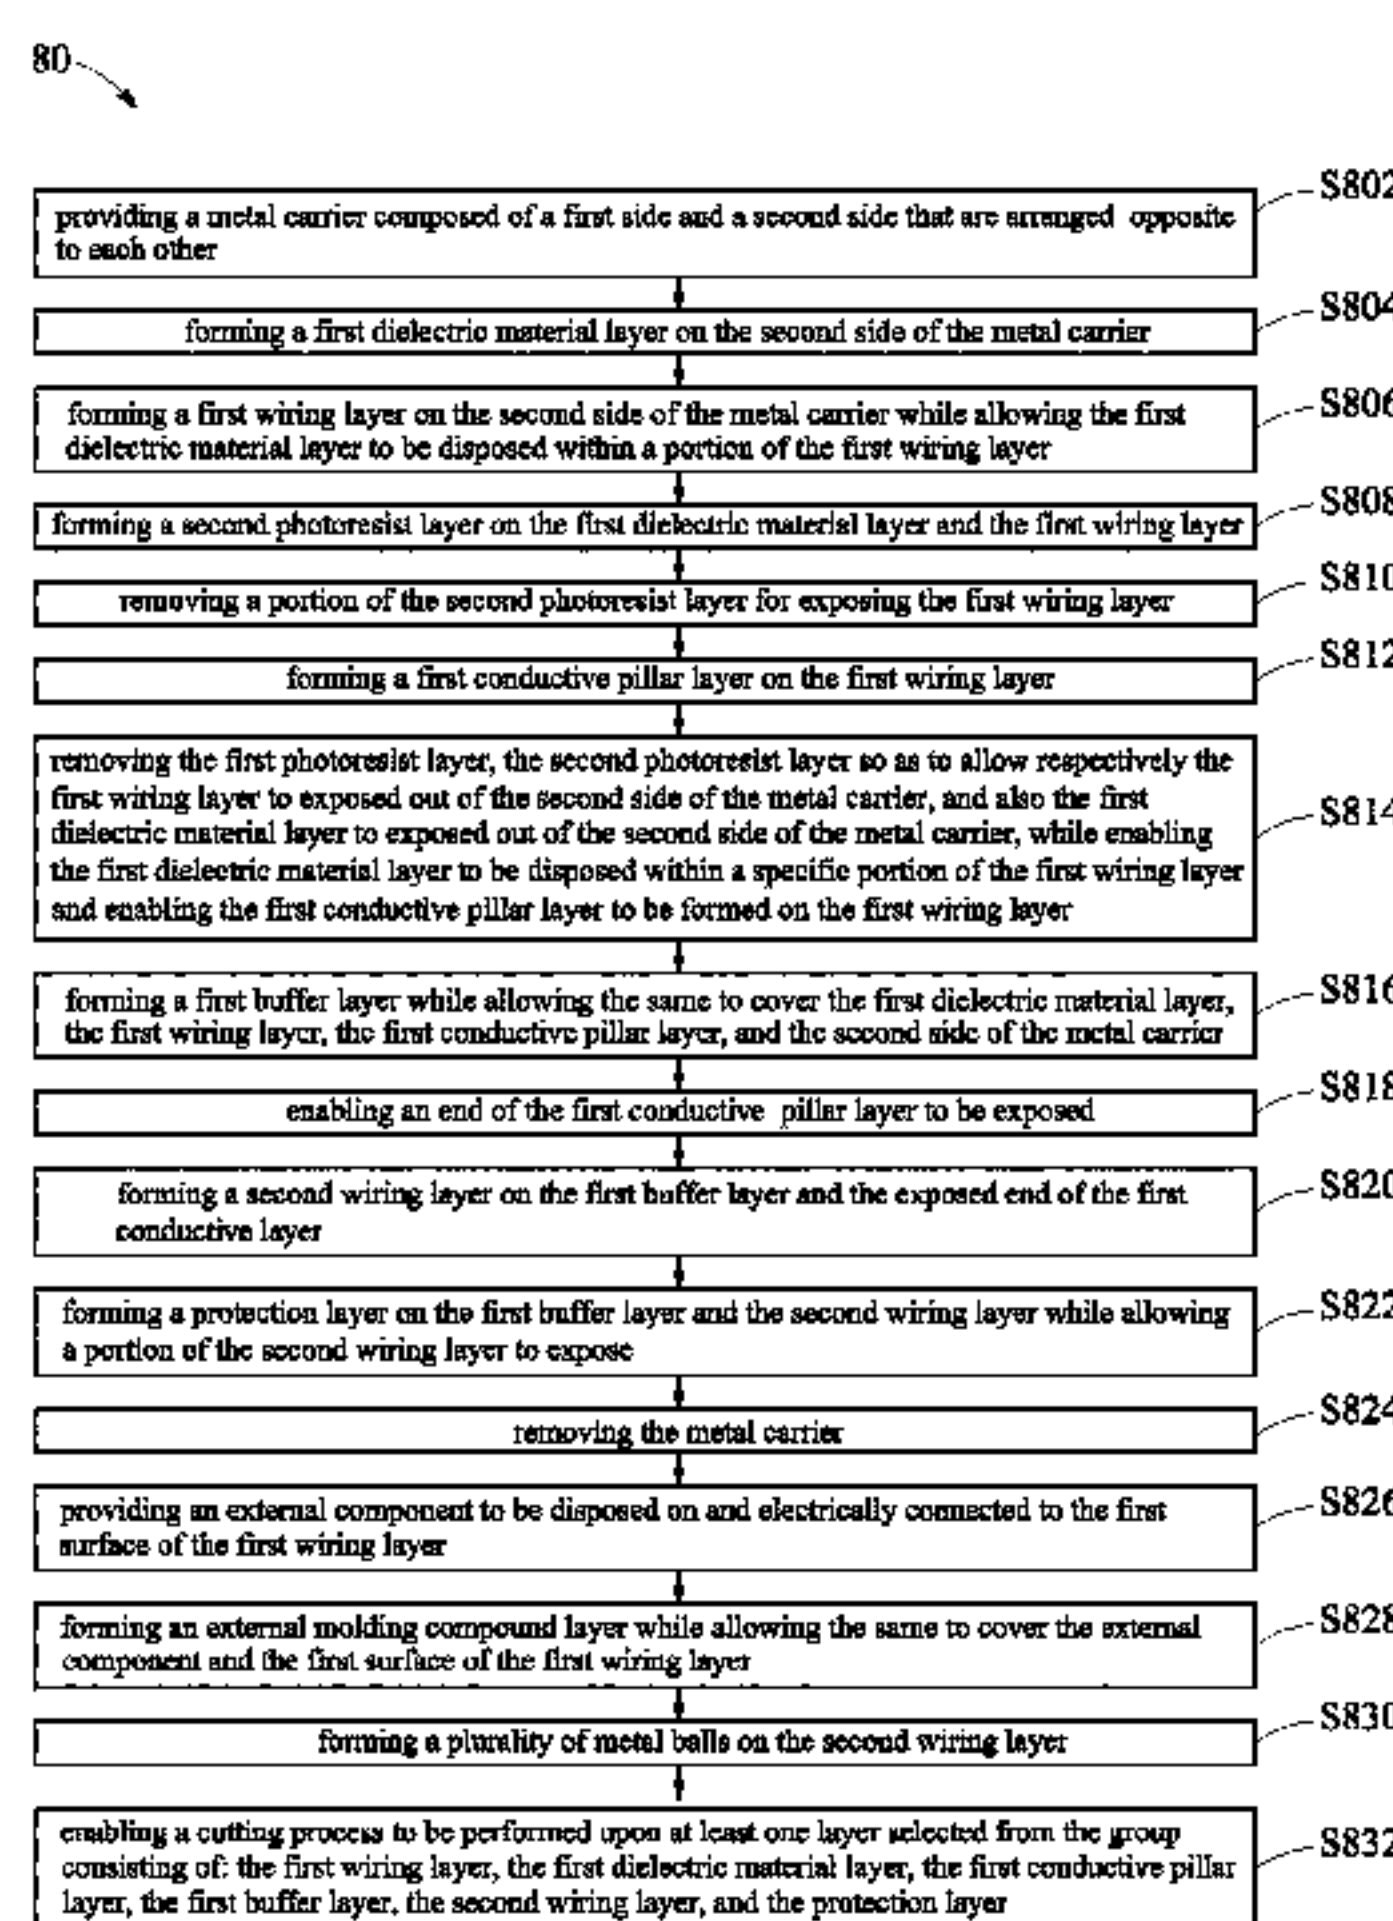 80
S802
providing a metal carrier composed of a first side and a second side that are arranged opposite
to each other
S804
forming a first dielectric material layer on the second side of the metal carrier
S806
forming a first wiring layer on the second side of the metal carrier while allowing the first
dielectric material layer to be disposed within a portion of the first wiring layer
S808
forming a second photoresist layer on the first dielectric material layer and the first wiring layer
S810
removing a portion of the second photoresist layer for exposing the first wiring layer
S812
forming a first conductive pillar layer on the first wiring layer
S814
removing the first photoresist layer, the second photoresist layer so as to allow respectively the
first wiring layer to exposed out of the second side of the metal carrier, and also the first
dielectric material layer to exposed out of the second side of the metal carrier, while enabling
the first dielectric material layer to be disposed within a specific portion of the first wiring layer
and enabling the first conductive pillar layer to be formed on the first wiring layer
S816
forming a first buffer layer while allowing the same to cover the first dielectric material layer,
the first wiring layer, the first conductive pillar layer, and the second side of the metal carrier
S818
enabling an end of the first conductive pillar layer to be exposed
S820
forming a second wiring layer on the first buffer layer and the exposed end of the first
conductive layer
S822
forming a protection layer on the first buffer layer and the second wiring layer while allowing
a portion of the second wiring layer to expose
S824
removing the metal carrier
S826
providing an external component to be disposed on and electrically connected to the first
surface of the first wiring layer
S828
forming an external molding compound layer while allowing the same to cover the external
component and the first surface of the first wiring layer
S830
forming a plurality of metal balls on the second wiring layer
S832
enabling a cutting process to be performed upon at least one layer selected from the group
consisting of: the first wiring layer, the first dielectric material layer, the first conductive pillar
layer, the first buffer layer, the second wiring layer, and the protection layer